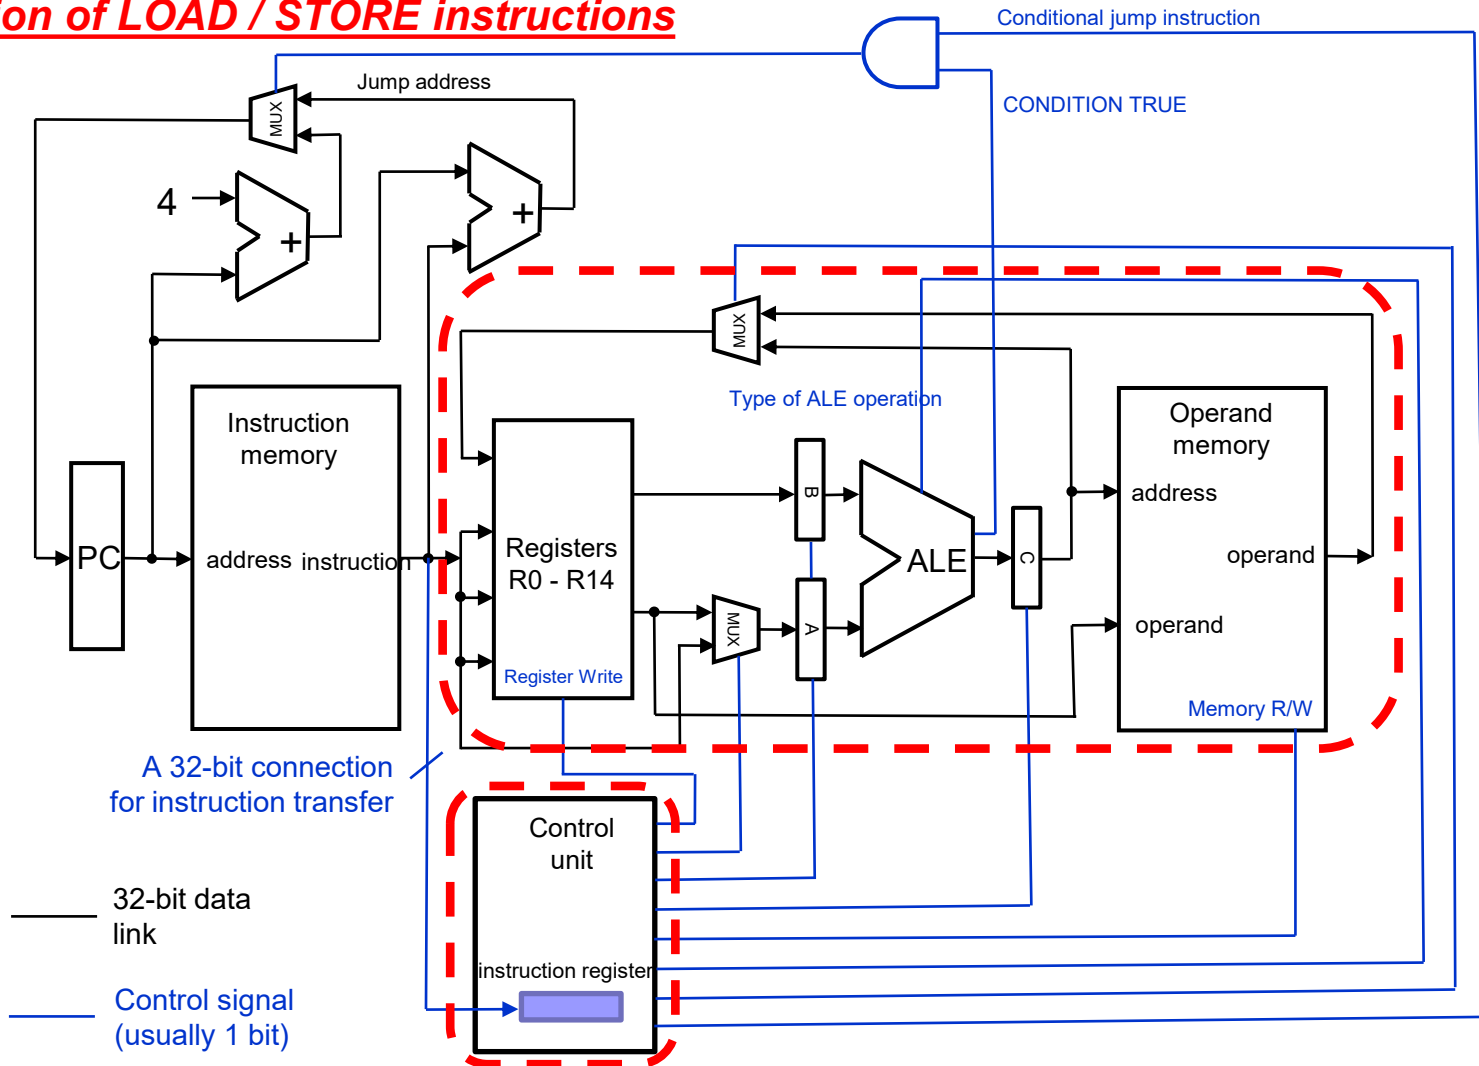 ion of LOAD / STORE instructions
Conditional jump instruction
Jump address
MUX
CONDITION TRUE
4
+
+
MUX
Type of ALE operation
Instruction
memory
Operand
memory
B
address
PC
address
instruction
Registers
R0 - R14
ALE
C
operand
MUX
A
operand
Register Write
Memory R/W
A 32-bit connection
for instruction transfer
Control
unit
32-bit data
link
instruction register
Control signal
(usually 1 bit)